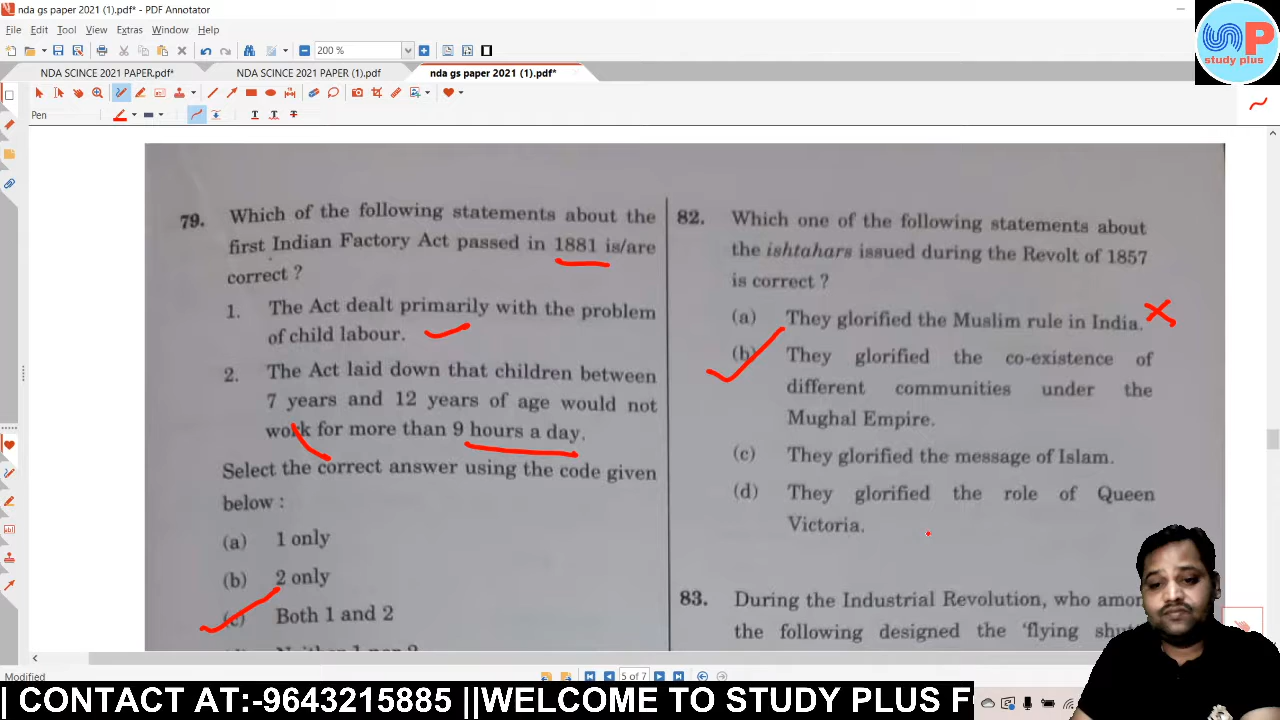 nda gs paper 2021 (1).pdf* - PDF Annotator
File Edit Tool View Extras Window Help
200 %
NDA SCINCE 2021 PAPER.pdf* NDA SCIENCE 2021 PAPER (1).pdf nda gs paper 2021 (1).pdf*
Pen
SP
study plus
79. Which of the following statements about the
first Indian Factory Act passed in 1881 is/are
correct ?
1. The Act dealt primarily with the problem
of child labour.
2. The Act laid down that children between
7 years and 12 years of age would not
work for more than 9 hours a day.
Select the correct answer using the code given
below :
(a) 1 only
(b) 2 only
(c) Both 1 and 2
82. Which one of the following statements about
the ishtahars issued during the Revolt of 1857
is correct ?
(a) They glorified the Muslim rule in India.
(b) They glorified the co-existence of
different communities under the
Mughal Empire.
(c) They glorified the message of Islam.
(d) They glorified the role of Queen
Victoria.
83. During the Industrial Revolution, who amon
the following designed the 'flying shu
Modified
5 of 7
| CONTACT AT:-9643215885 ||WELCOME TO STUDY PLUS F